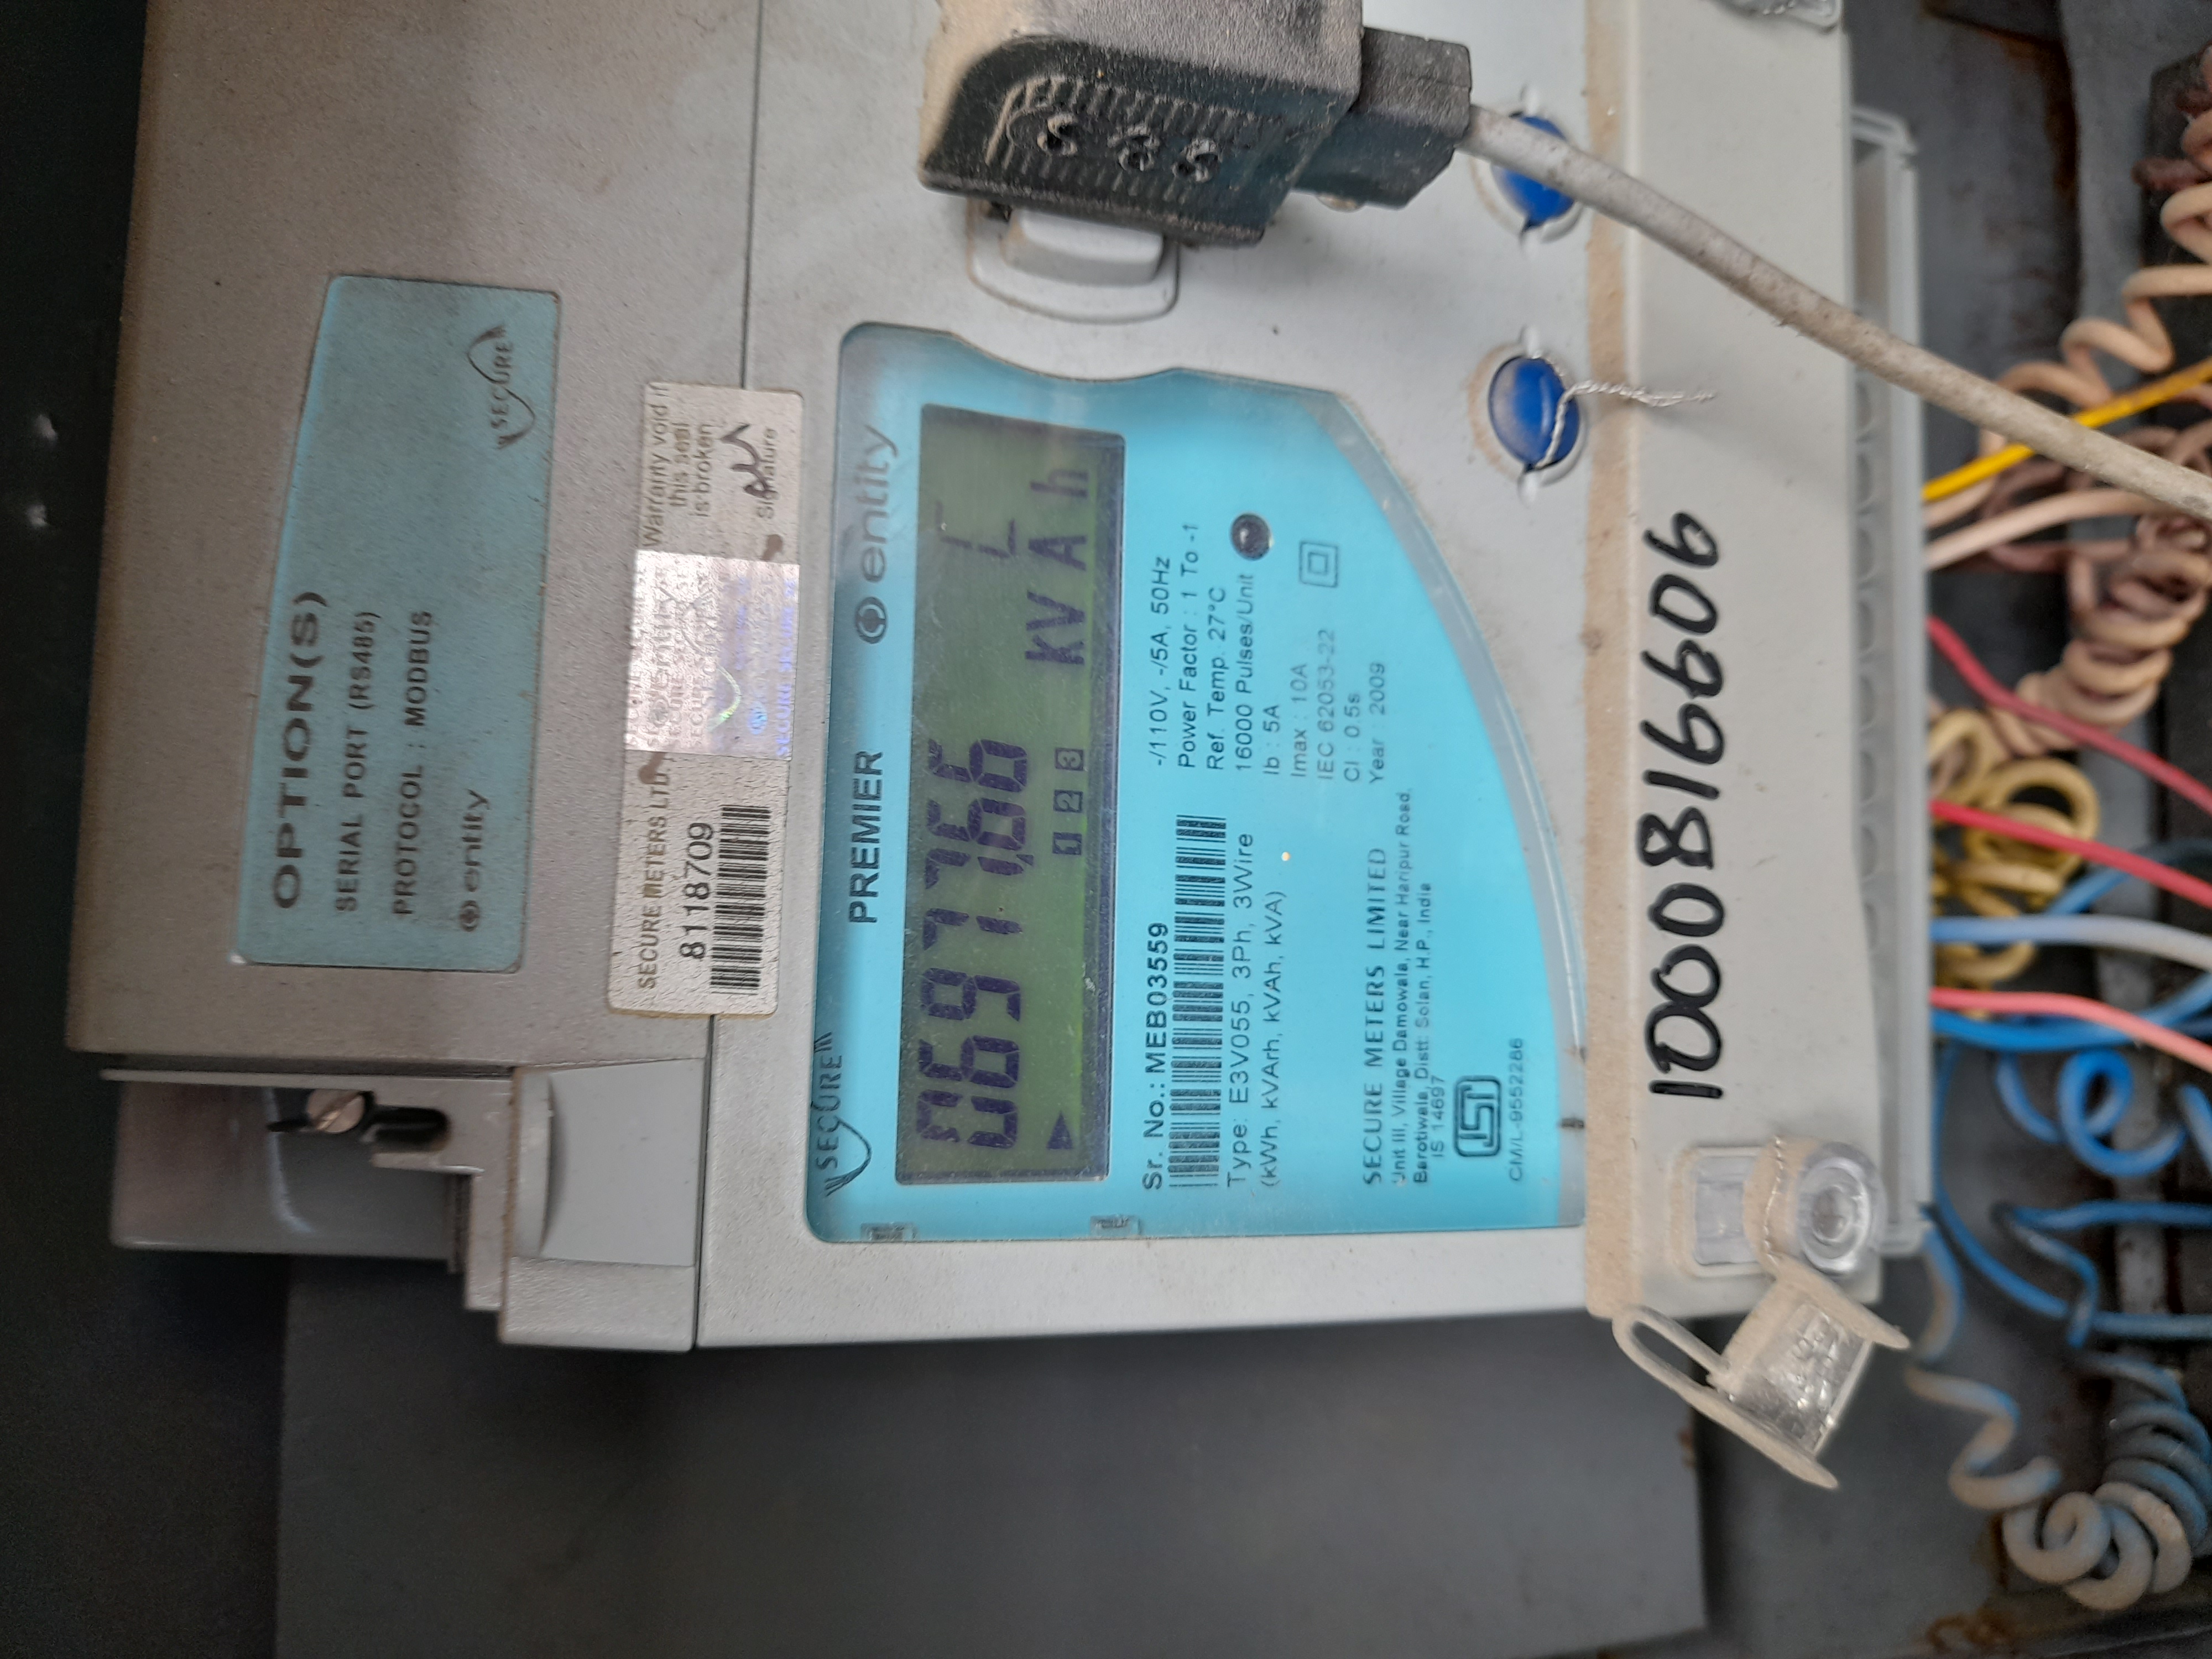 OPTION(S)
SERIAL PORT (RS485)
PROTOCOL : MODBUS
entity
SECURE
SECURE METERS LTD.
8118709
Warranty void if
this seal
is broken
Signature
SECURE
PREMIER
entity
06977.6
kVAh
1 2 3
Sr. No.: MEB03559
Type: E3V055, 3Ph, 3Wire
(kWh, kVArh, kVAh, kVA)
-/110V, -/5A, 50Hz
Power Factor : 1 To -1
Ref. Temp. 27°C
16000 Pulses/Unit
Ib : 5A
Imax : 10A
IEC 62053-22
Cl : 0.5s
Year 2009
SECURE METERS LIMITED
Unit III, Village Damowala, Near Haripur Road,
Barotiwala, Distt: Solan, H.P., India
IS 14697
ISI
CM/L-9552286
1000816606